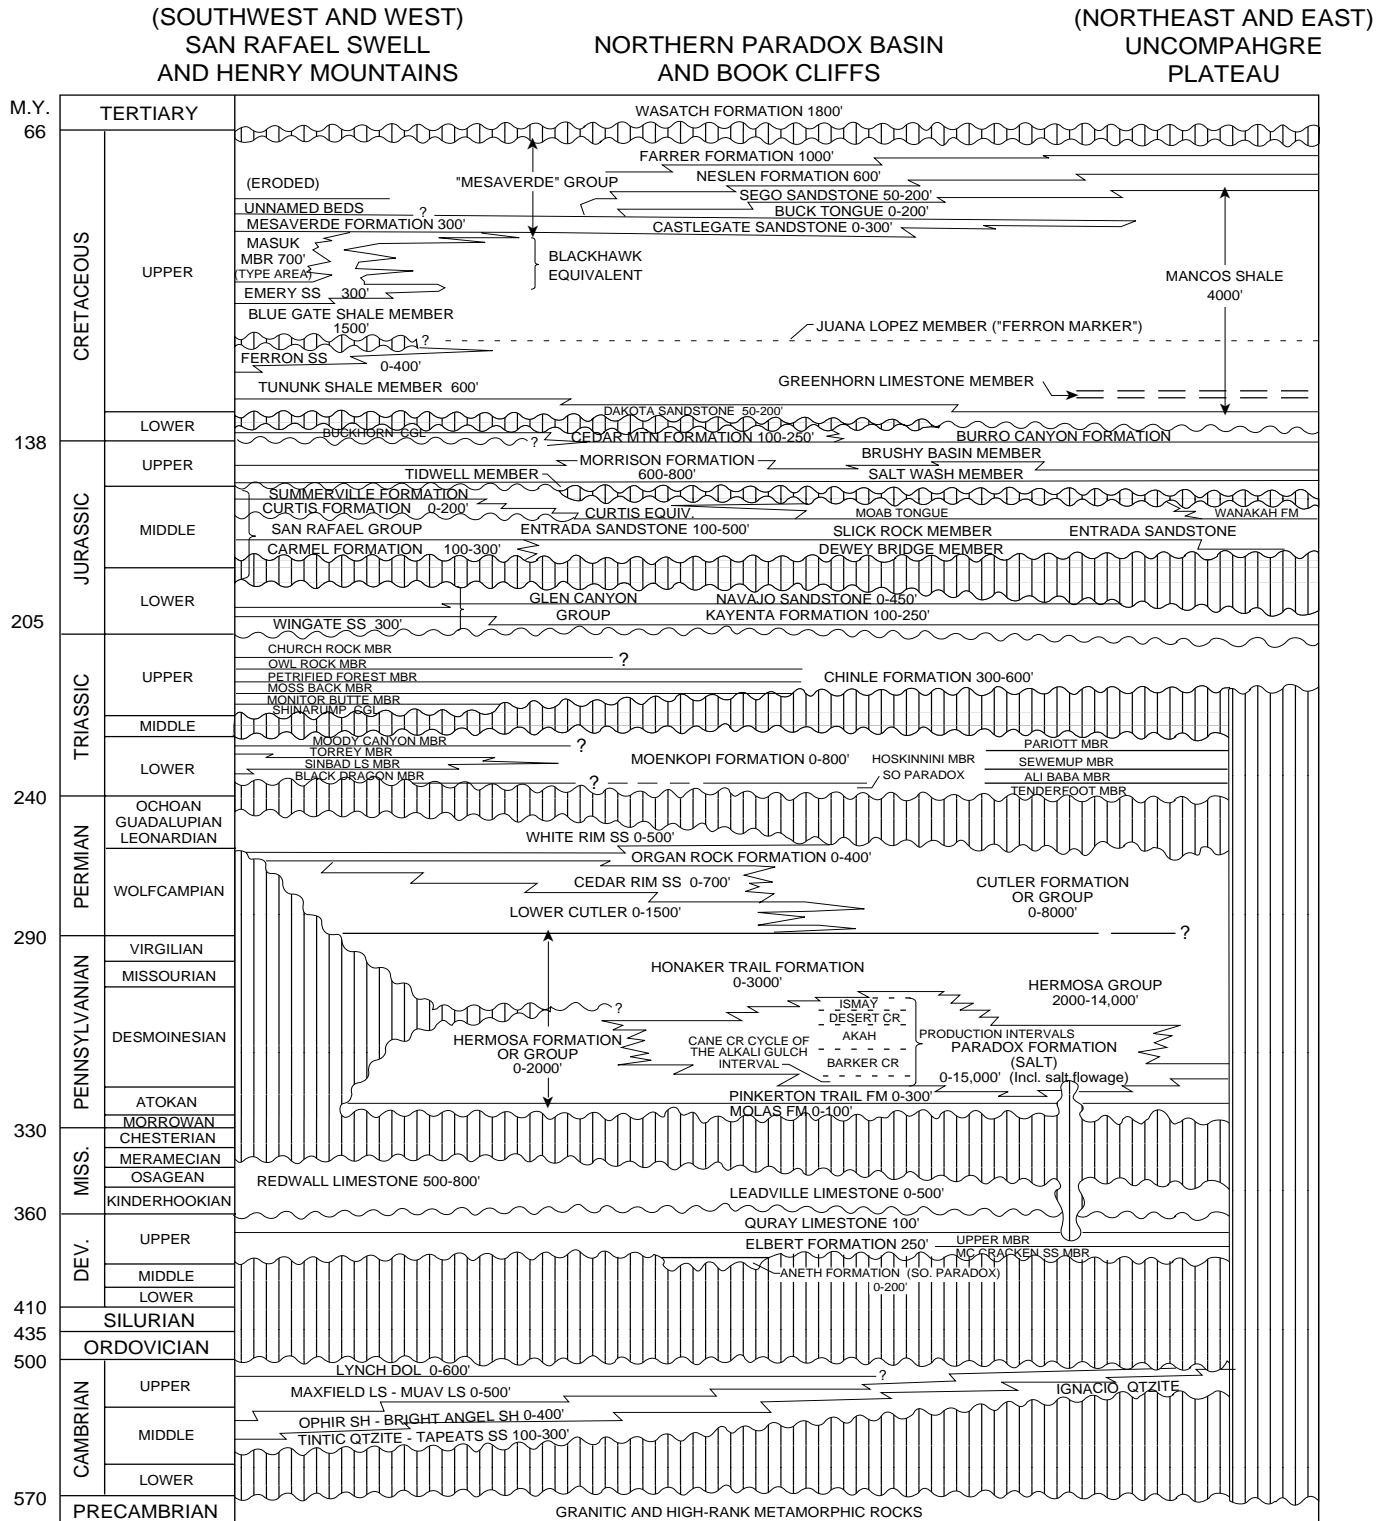 (SOUTHWEST AND WEST)
SAN RAFAEL SWELL
AND HENRY MOUNTAINS
NORTHERN PARADOX BASIN
AND BOOK CLIFFS
(NORTHEAST AND EAST)
UNCOMPAHGRE
PLATEAU
M.Y.
TERTIARY
WASATCH FORMATION 1800'
66
CRETACEOUS
UPPER
FARRER FORMATION 1000'
(ERODED)
"MESAVERDE" GROUP
NESLEN FORMATION 600'
SEGO SANDSTONE 50-200'
UNNAMED BEDS
?
BUCK TONGUE 0-200'
MESAVERDE FORMATION 300'
CASTLEGATE SANDSTONE 0-300'
MASUK
MBR 700'
(TYPE AREA)
BLACKHAWK
EQUIVALENT
MANCOS SHALE
4000'
EMERY SS 300'
BLUE GATE SHALE MEMBER
1500'
JUANA LOPEZ MEMBER ("FERRON MARKER")
?
FERRON SS
0-400'
TUNUNK SHALE MEMBER 600'
GREENHORN LIMESTONE MEMBER
LOWER
DAKOTA SANDSTONE 50-200'
BUCKHORN CGL
?
CEDAR MTN FORMATION 100-250'
BURRO CANYON FORMATION
138
JURASSIC
UPPER
BRUSHY BASIN MEMBER
MORRISON FORMATION
600-800'
TIDWELL MEMBER
SALT WASH MEMBER
MIDDLE
SUMMERVILLE FORMATION
CURTIS FORMATION 0-200'
CURTIS EQUIV.
MOAB TONGUE
WANAKAH FM
SAN RAFAEL GROUP
ENTRADA SANDSTONE 100-500'
SLICK ROCK MEMBER
ENTRADA SANDSTONE
CARMEL FORMATION 100-300'
DEWEY BRIDGE MEMBER
LOWER
GLEN CANYON
GROUP
NAVAJO SANDSTONE 0-450'
KAYENTA FORMATION 100-250'
WINGATE SS 300'
205
TRIASSIC
UPPER
CHURCH ROCK MBR
?
OWL ROCK MBR
PETRIFIED FOREST MBR
CHINLE FORMATION 300-600'
MOSS BACK MBR
MONITOR BUTTE MBR
SHINARUMP CGL
MIDDLE
LOWER
MOODY CANYON MBR
?
TORREY MBR
SINBAD LS MBR
BLACK DRAGON MBR
?
MOENKOPI FORMATION 0-800'
HOSKINNINI MBR
SO PARADOX
PARIOTT MBR
SEWEMUP MBR
ALI BABA MBR
TENDERFOOT MBR
240
PERMIAN
OCHOAN
GUADALUPIAN
LEONARDIAN
WHITE RIM SS 0-500'
ORGAN ROCK FORMATION 0-400'
WOLFCAMPIAN
CEDAR RIM SS 0-700'
LOWER CUTLER 0-1500'
CUTLER FORMATION
OR GROUP
0-8000'
290
?
PENNSYLVANIAN
VIRGILIAN
MISSOURIAN
HONAKER TRAIL FORMATION
0-3000'
HERMOSA GROUP
2000-14,000'
DESMOINESIAN
?
HERMOSA FORMATION
OR GROUP
0-2000'
CANE CR CYCLE OF
THE ALKALI GULCH
INTERVAL
ISMAY
DESERT CR
AKAH
BARKER CR
PRODUCTION INTERVALS
PARADOX FORMATION
(SALT)
0-15,000' (Incl. salt flowage)
ATOKAN
PINKERTON TRAIL FM 0-300'
MOLAS FM 0-100'
MORROWAN
330
MISS.
CHESTERIAN
MERAMECIAN
OSAGEAN
KINDERHOOKIAN
REDWALL LIMESTONE 500-800'
LEADVILLE LIMESTONE 0-500'
360
DEV.
UPPER
QURAY LIMESTONE 100'
ELBERT FORMATION 250'
UPPER MBR
MC CRACKEN SS MBR
MIDDLE
ANETH FORMATION (SO. PARADOX)
0-200'
LOWER
410
SILURIAN
435
ORDOVICIAN
500
CAMBRIAN
UPPER
LYNCH DOL 0-600'
?
MAXFIELD LS - MUAV LS 0-500'
IGNACIO QTZITE
MIDDLE
OPHIR SH - BRIGHT ANGEL SH 0-400'
TINTIC QTZITE - TAPEATS SS 100-300'
LOWER
570
PRECAMBRIAN
GRANITIC AND HIGH-RANK METAMORPHIC ROCKS